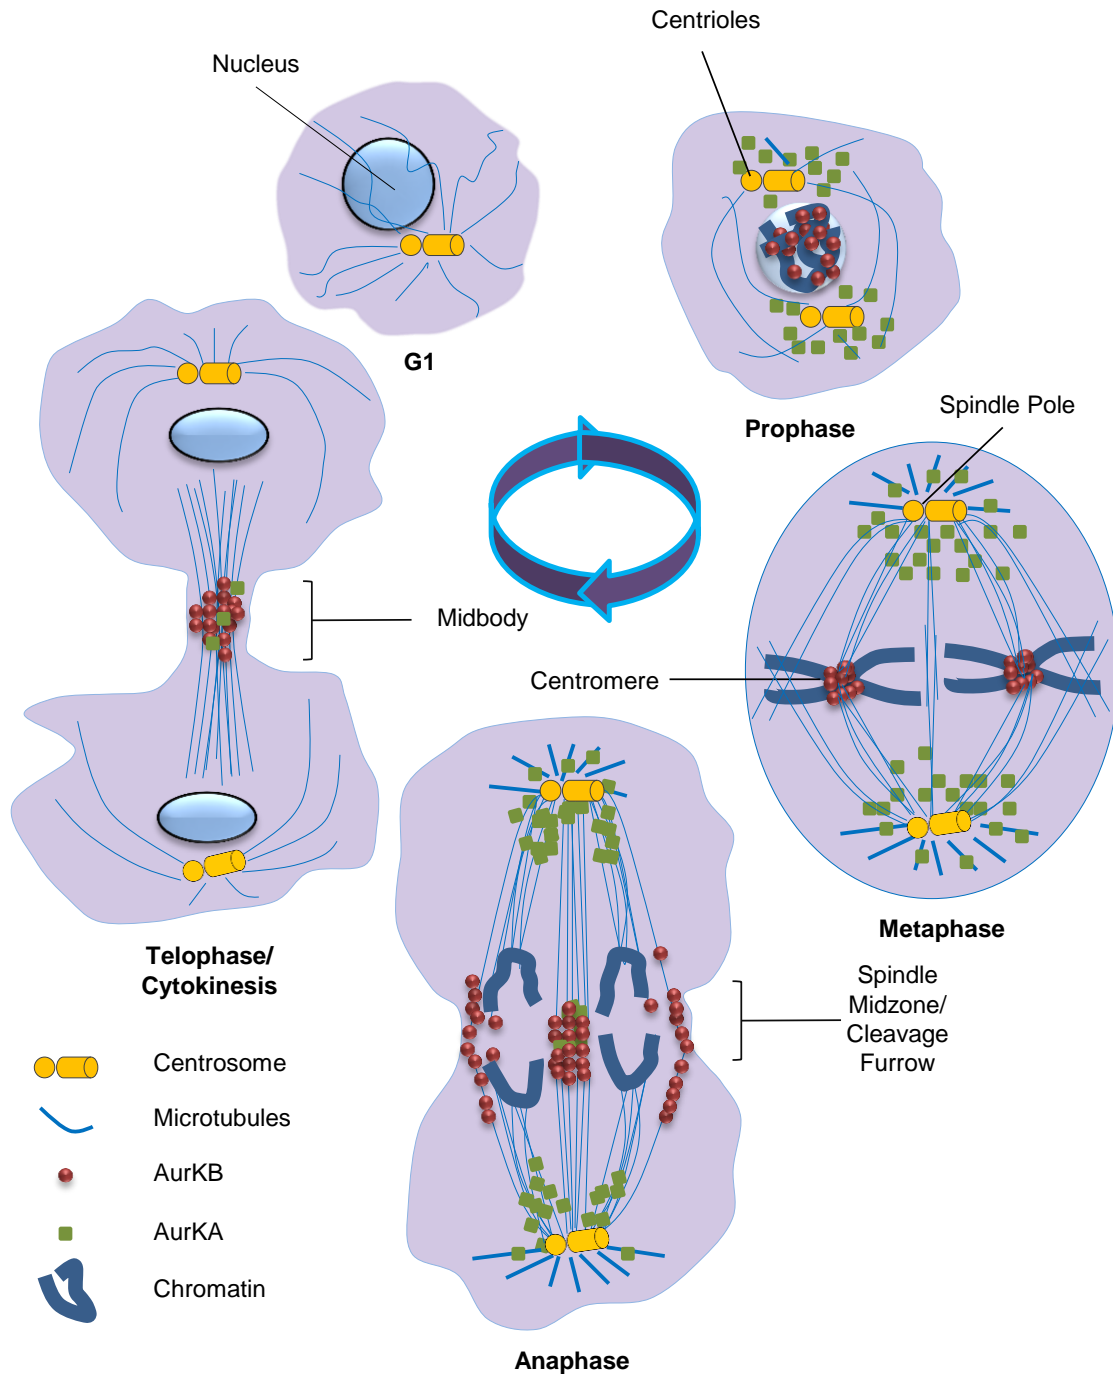 Centrioles
Nucleus
G1
Prophase
Spindle Pole
Midbody
Centromere
Metaphase
Telophase/
Cytokinesis
Spindle
Midzone/
Cleavage
Furrow
Centrosome
Microtubules
AurKB
AurKA
Chromatin
Anaphase